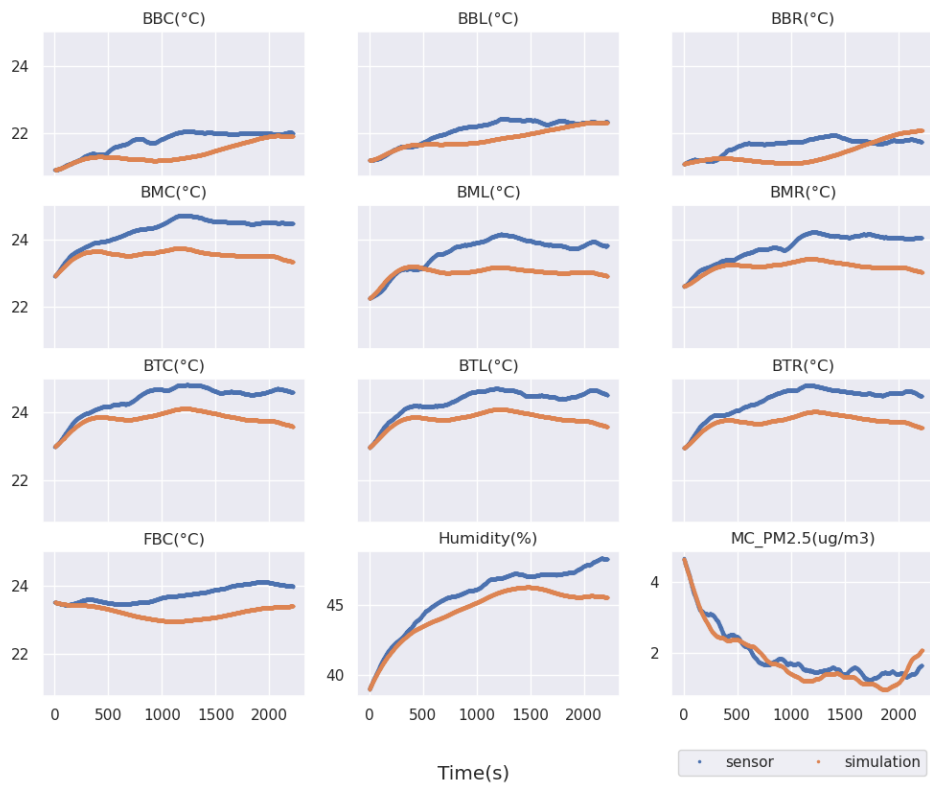 BBC(°C) BBL(°C) BBR(°C)
24
22
BMC(°C) BML(°C) BMR(°C)
24
22
BTC(°C) BTL(°C) BTR(°C)
24
22
FBC(°C) Humidity(%) MC_PM2.5(ug/m3)
24
22
45
40
4
2
0 500 1000 1500 2000 0 500 1000 1500 2000 0 500 1000 1500 2000
Time(s)
sensor simulation